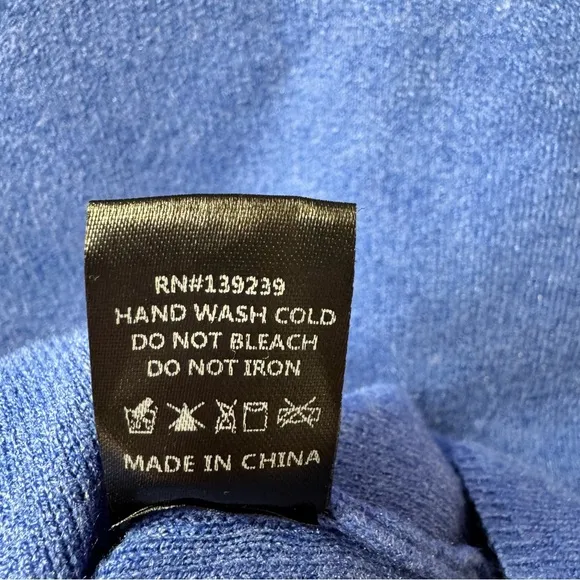 RN#139239
HAND WASH COLD
DO NOT BLEACH
DO NOT IRON
MADE IN CHINA